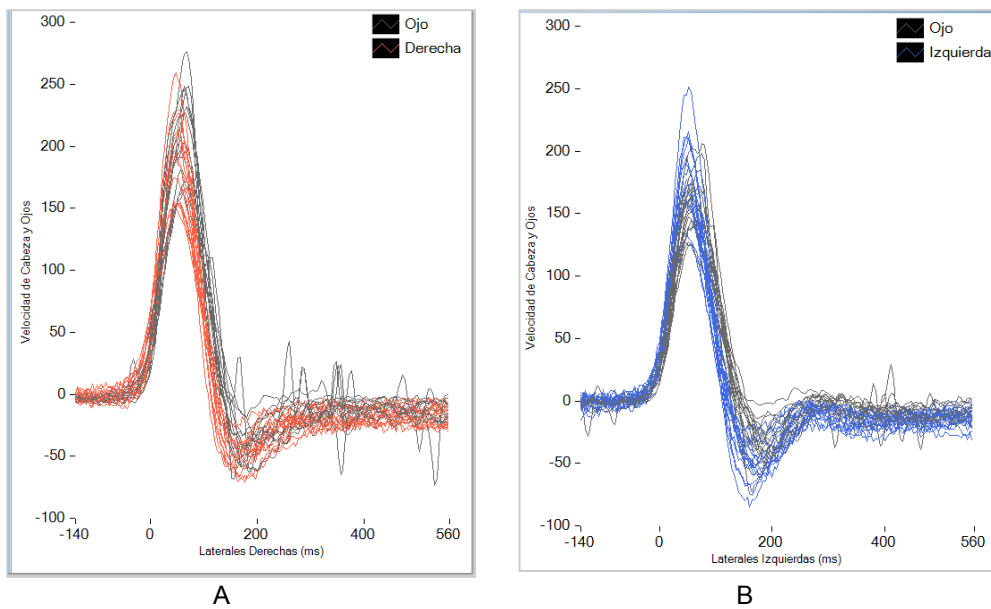 300
250
200
150
100
50
0
-50
-100
Velocidad de Cabeza y Ojos
Ojo
Derecha
-140
0
200
400
560
Laterales Derechas (ms)
A
300
250
200
150
100
50
0
-50
-100
Velocidad de Cabeza y Ojos
Ojo
Izquierda
-140
0
200
400
560
Laterales Izquierdas (ms)
B